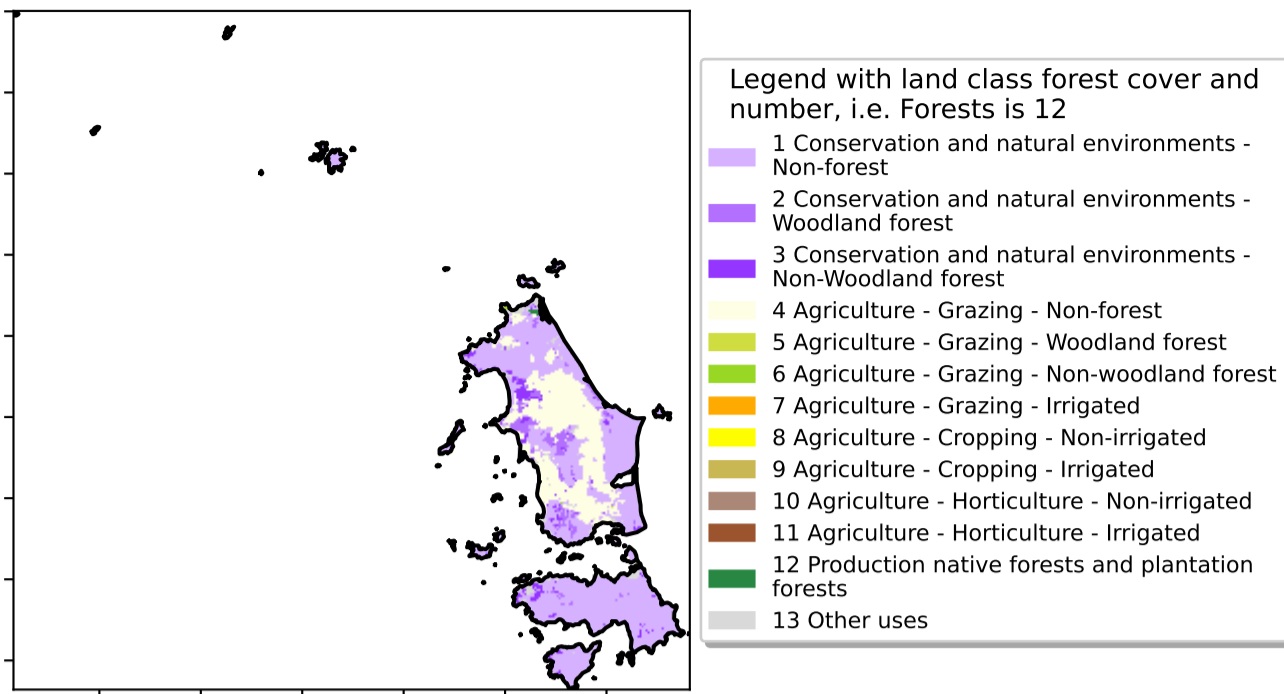 Legend with land class forest cover and
number, i.e. Forests is 12
1 Conservation and natural environments -
Non-forest
2 Conservation and natural environments -
Woodland forest
3 Conservation and natural environments -
Non-Woodland forest
4 Agriculture - Grazing - Non-forest
5 Agriculture - Grazing - Woodland forest
6 Agriculture - Grazing - Non-woodland forest
7 Agriculture - Grazing - Irrigated
8 Agriculture - Cropping - Non-irrigated
9 Agriculture - Cropping - Irrigated
10 Agriculture - Horticulture - Non-irrigated
11 Agriculture - Horticulture - Irrigated
12 Production native forests and plantation
forests
13 Other uses